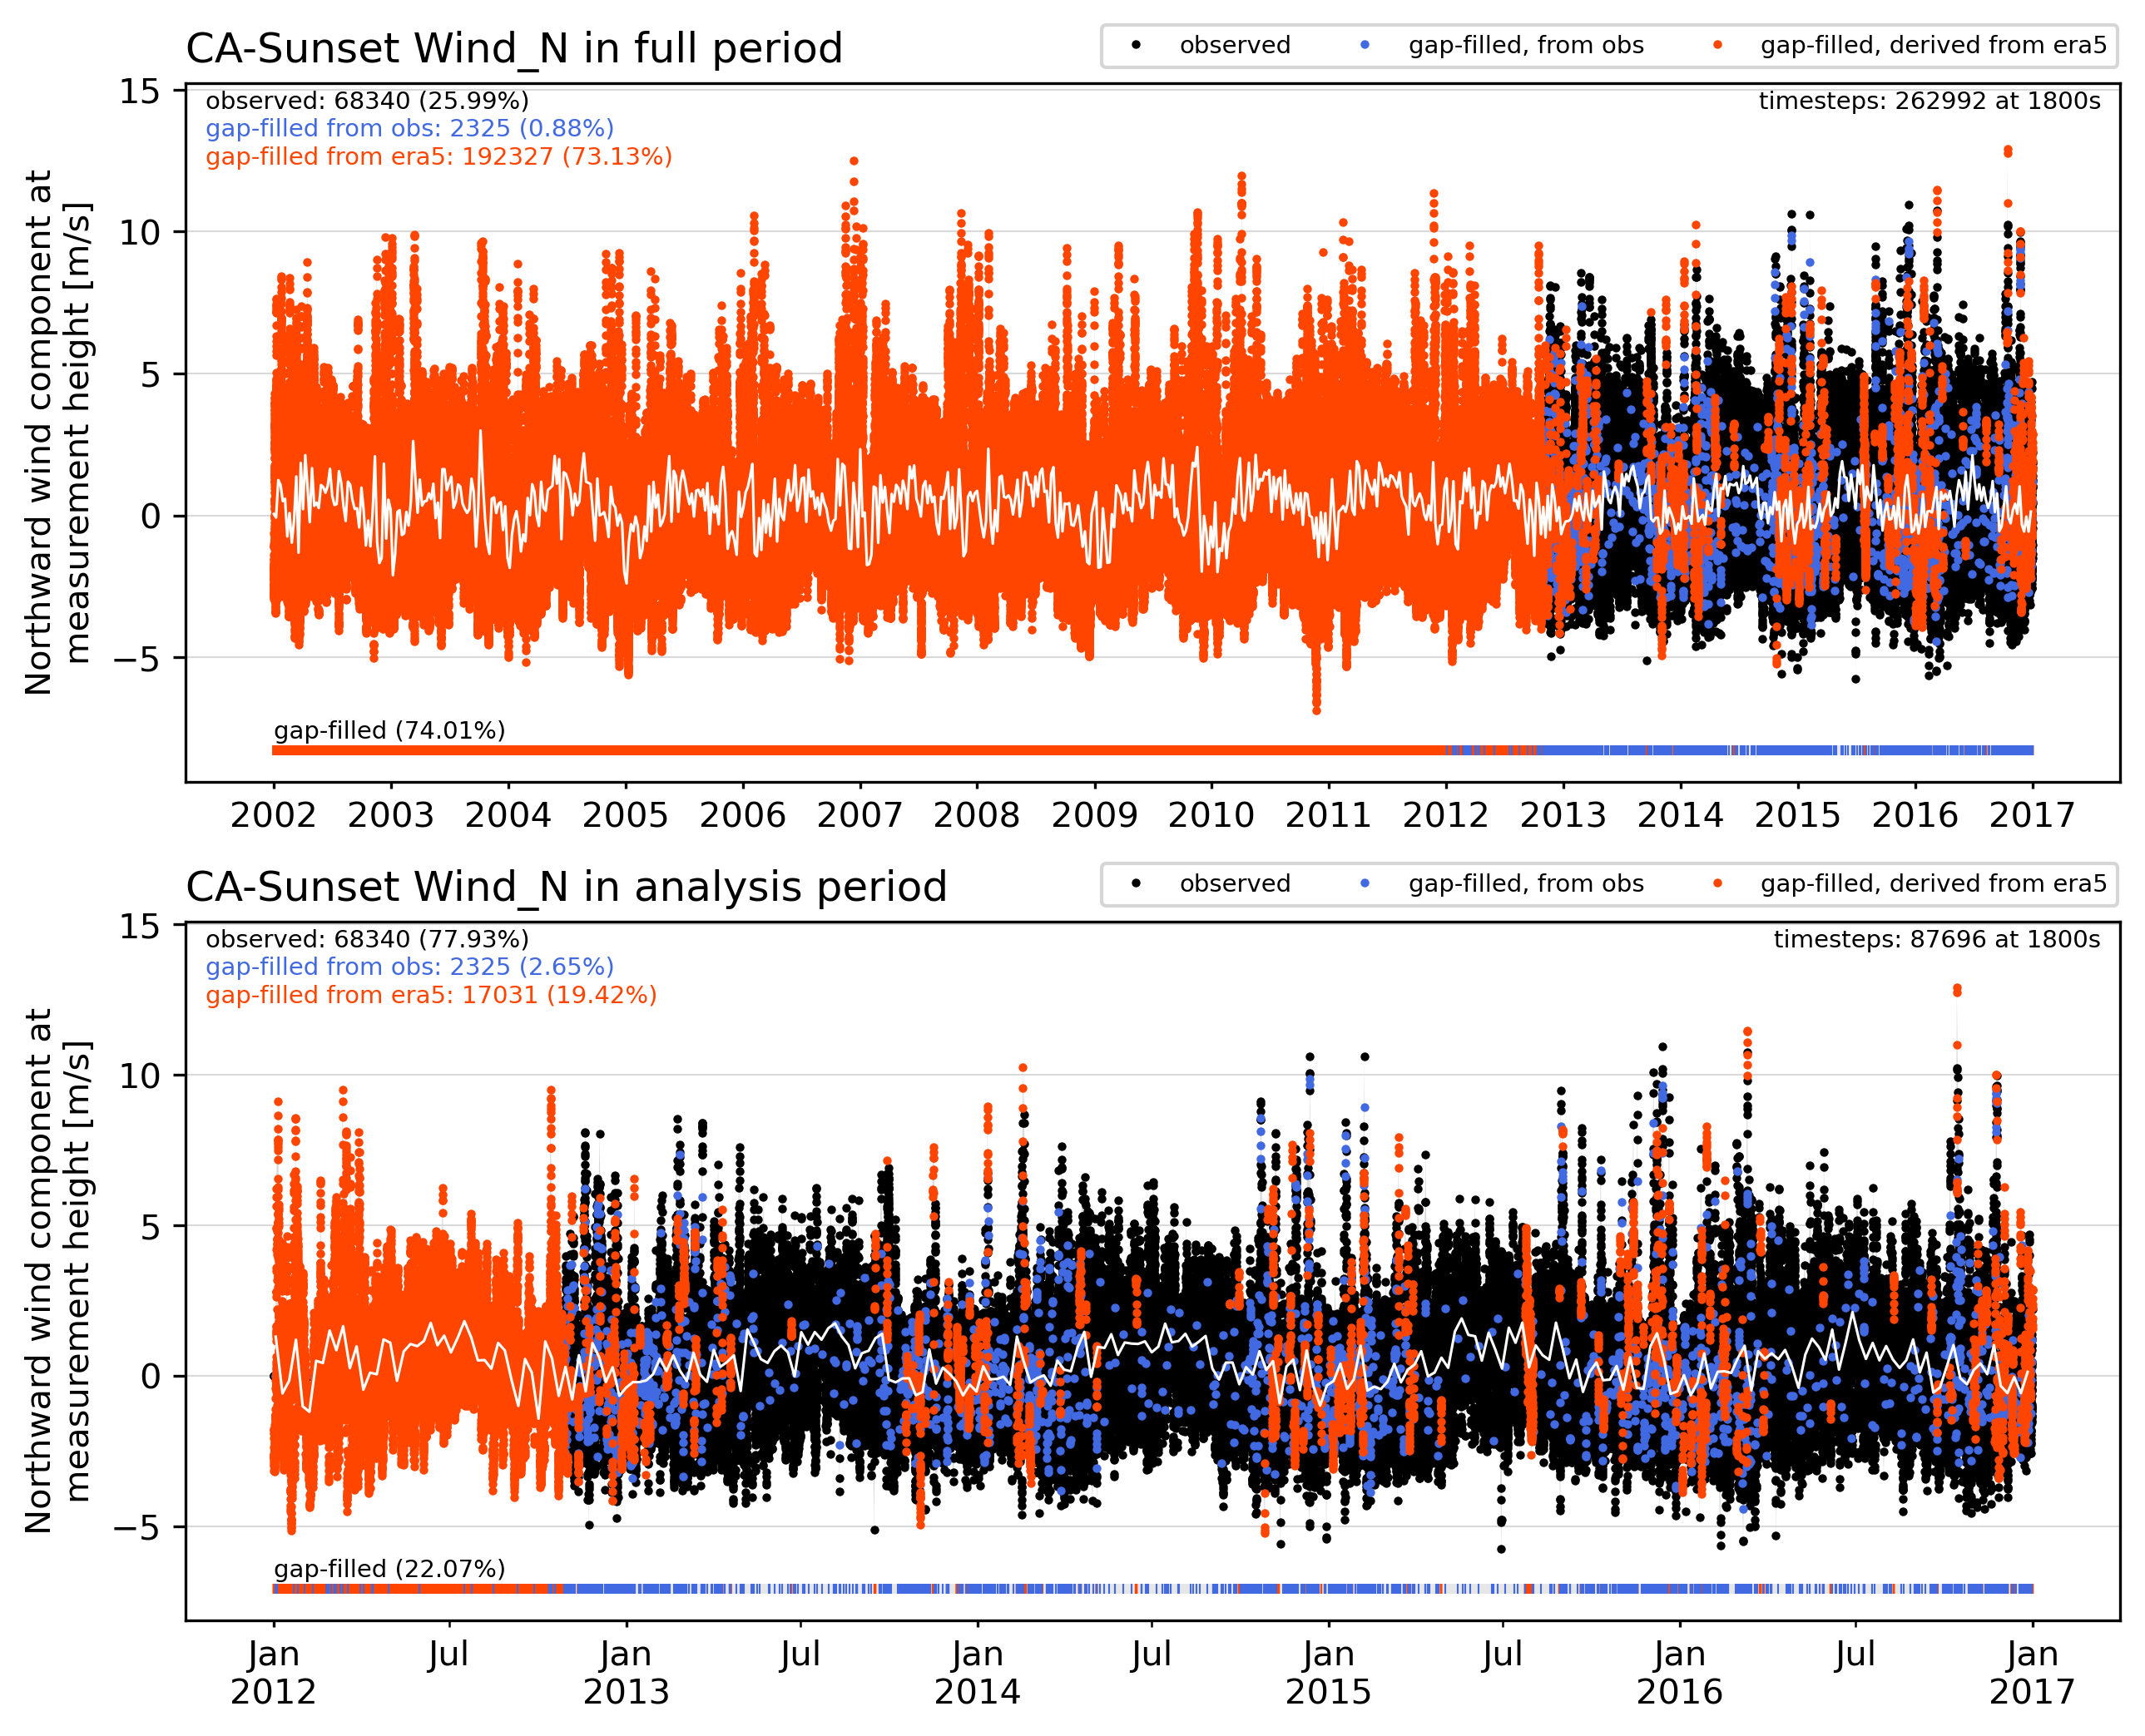 CA-Sunset Wind_N in full period
observed
gap-filled, from obs
gap-filled, derived from era5
observed: 68340 (25.99%)
gap-filled from obs: 2325 (0.88%)
gap-filled from era5: 192327 (73.13%)
timesteps: 262992 at 1800s
Northward wind component at
measurement height [m/s]
15
10
5
0
−5
gap-filled (74.01%)
2002 2003 2004 2005 2006 2007 2008 2009 2010 2011 2012 2013 2014 2015 2016 2017
CA-Sunset Wind_N in analysis period
observed
gap-filled, from obs
gap-filled, derived from era5
observed: 68340 (77.93%)
gap-filled from obs: 2325 (2.65%)
gap-filled from era5: 17031 (19.42%)
timesteps: 87696 at 1800s
Northward wind component at
measurement height [m/s]
15
10
5
0
−5
gap-filled (22.07%)
Jan Jul Jan Jul Jan Jul Jan Jul Jan Jul Jan
2012 2013 2014 2015 2016 2017